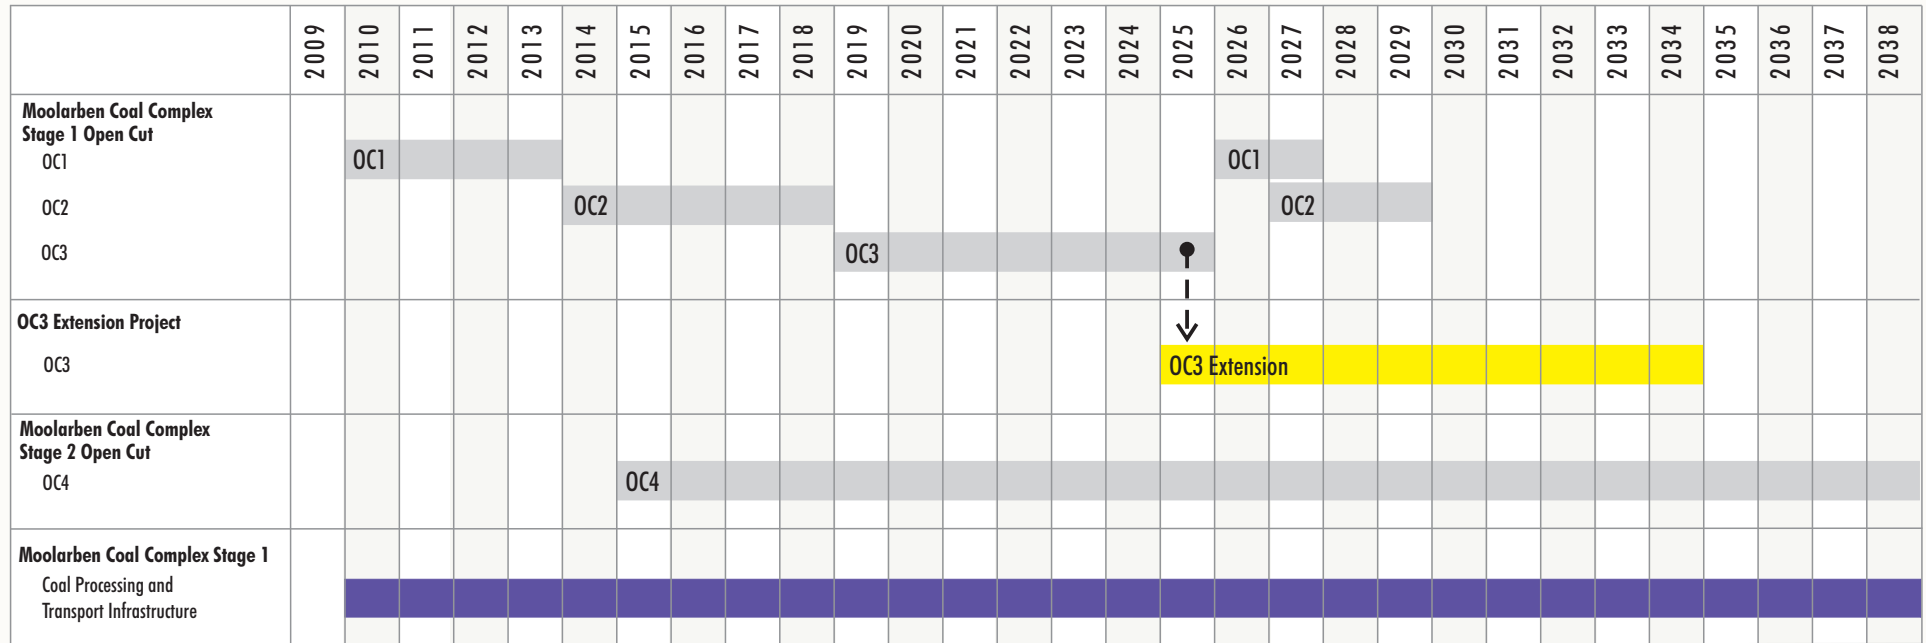 2009 2010 2011 2012 2013 2014 2015 2016 2017 2018 2019 2020 2021 2022 2023 2024 2025 2026 2027 2028 2029 2030 2031 2032 2033 2034 2035 2036 2037 2038
Moolarben Coal Complex
Stage 1 Open Cut
OC1 OC1 OC1
OC2 OC2 OC2
OC3 OC3
OC3 Extension Project
OC3 OC3 Extension
Moolarben Coal Complex
Stage 2 Open Cut
OC4 OC4
Moolarben Coal Complex Stage 1
Coal Processing and
Transport Infrastructure